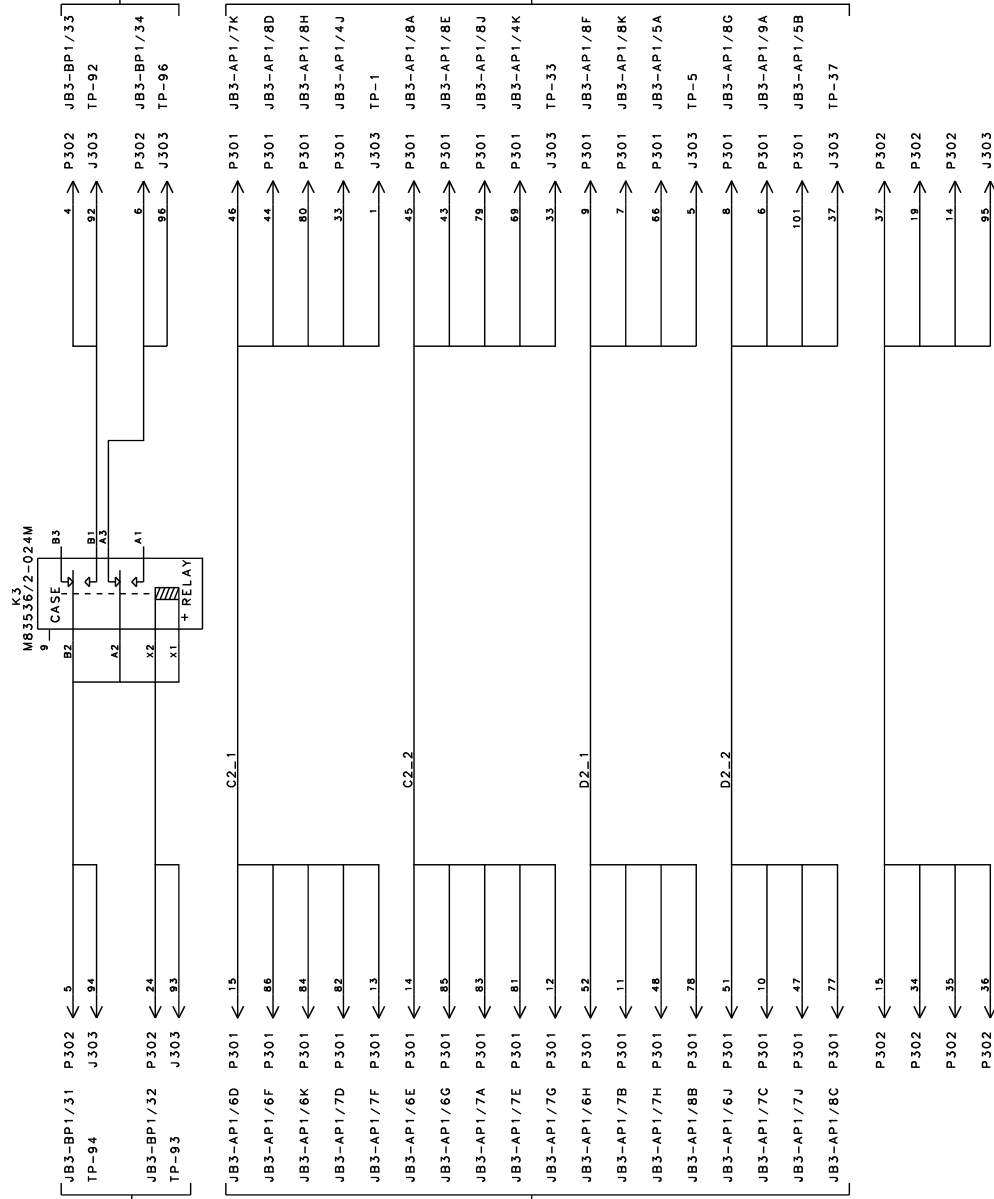 K3
M83536/2-024M
9
CASE
+ RELAY
B3
B1
A3
A1
B2
A2
X2
X1
JB3-BP1/33 P302 4
TP-92 J303 92
JB3-BP1/34 P302 6
TP-96 J303 96
JB3-AP1/7K P301 46
JB3-AP1/8D P301 44
JB3-AP1/8H P301 80
JB3-AP1/4J P301 33
TP-1 J303 1
JB3-AP1/8A P301 45
JB3-AP1/8E P301 43
JB3-AP1/8J P301 79
JB3-AP1/4K P301 69
TP-33 J303 33
JB3-AP1/8F P301 9
JB3-AP1/8K P301 7
JB3-AP1/5A P301 66
TP-5 J303 5
JB3-AP1/8G P301 8
JB3-AP1/9A P301 6
JB3-AP1/5B P301 101
TP-37 J303 37
P302 37
P302 19
P302 14
J303 95
C2_1
C2_2
D2_1
D2_2
JB3-BP1/31 P302 5
TP-94 J303 94
JB3-BP1/32 P302 24
TP-93 J303 93
JB3-AP1/6D P301 15
JB3-AP1/6F P301 86
JB3-AP1/6K P301 84
JB3-AP1/7D P301 82
JB3-AP1/7F P301 13
JB3-AP1/6E P301 14
JB3-AP1/6G P301 85
JB3-AP1/7A P301 83
JB3-AP1/7E P301 81
JB3-AP1/7G P301 12
JB3-AP1/6H P301 52
JB3-AP1/7B P301 11
JB3-AP1/7H P301 48
JB3-AP1/8B P301 78
JB3-AP1/6J P301 51
JB3-AP1/7C P301 10
JB3-AP1/7J P301 47
JB3-AP1/8C P301 77
P302 15
P302 34
P302 35
P302 36